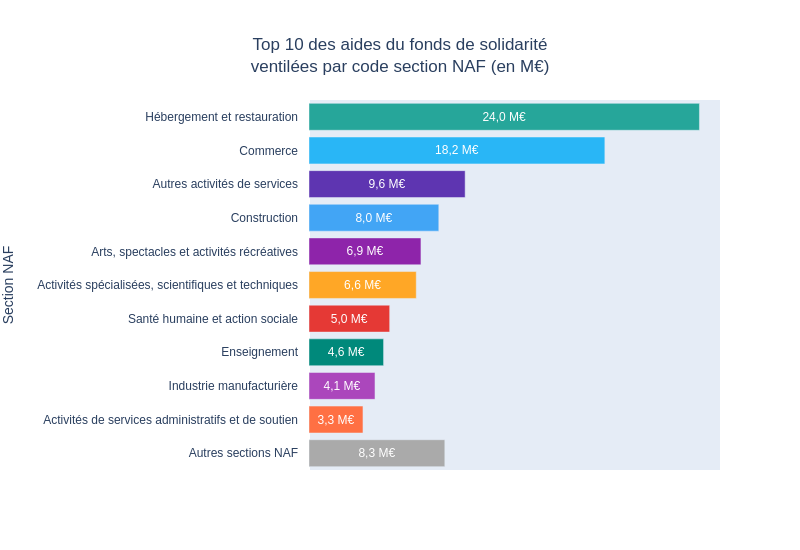 Top 10 des aides du fonds de solidarité
ventilées par code section NAF (en M€)
Section NAF
Hébergement et restauration 24,0 M€
Commerce 18,2 M€
Autres activités de services 9,6 M€
Construction 8,0 M€
Arts, spectacles et activités récréatives 6,9 M€
Activités spécialisées, scientifiques et techniques 6,6 M€
Santé humaine et action sociale 5,0 M€
Enseignement 4,6 M€
Industrie manufacturière 4,1 M€
Activités de services administratifs et de soutien 3,3 M€
Autres sections NAF 8,3 M€